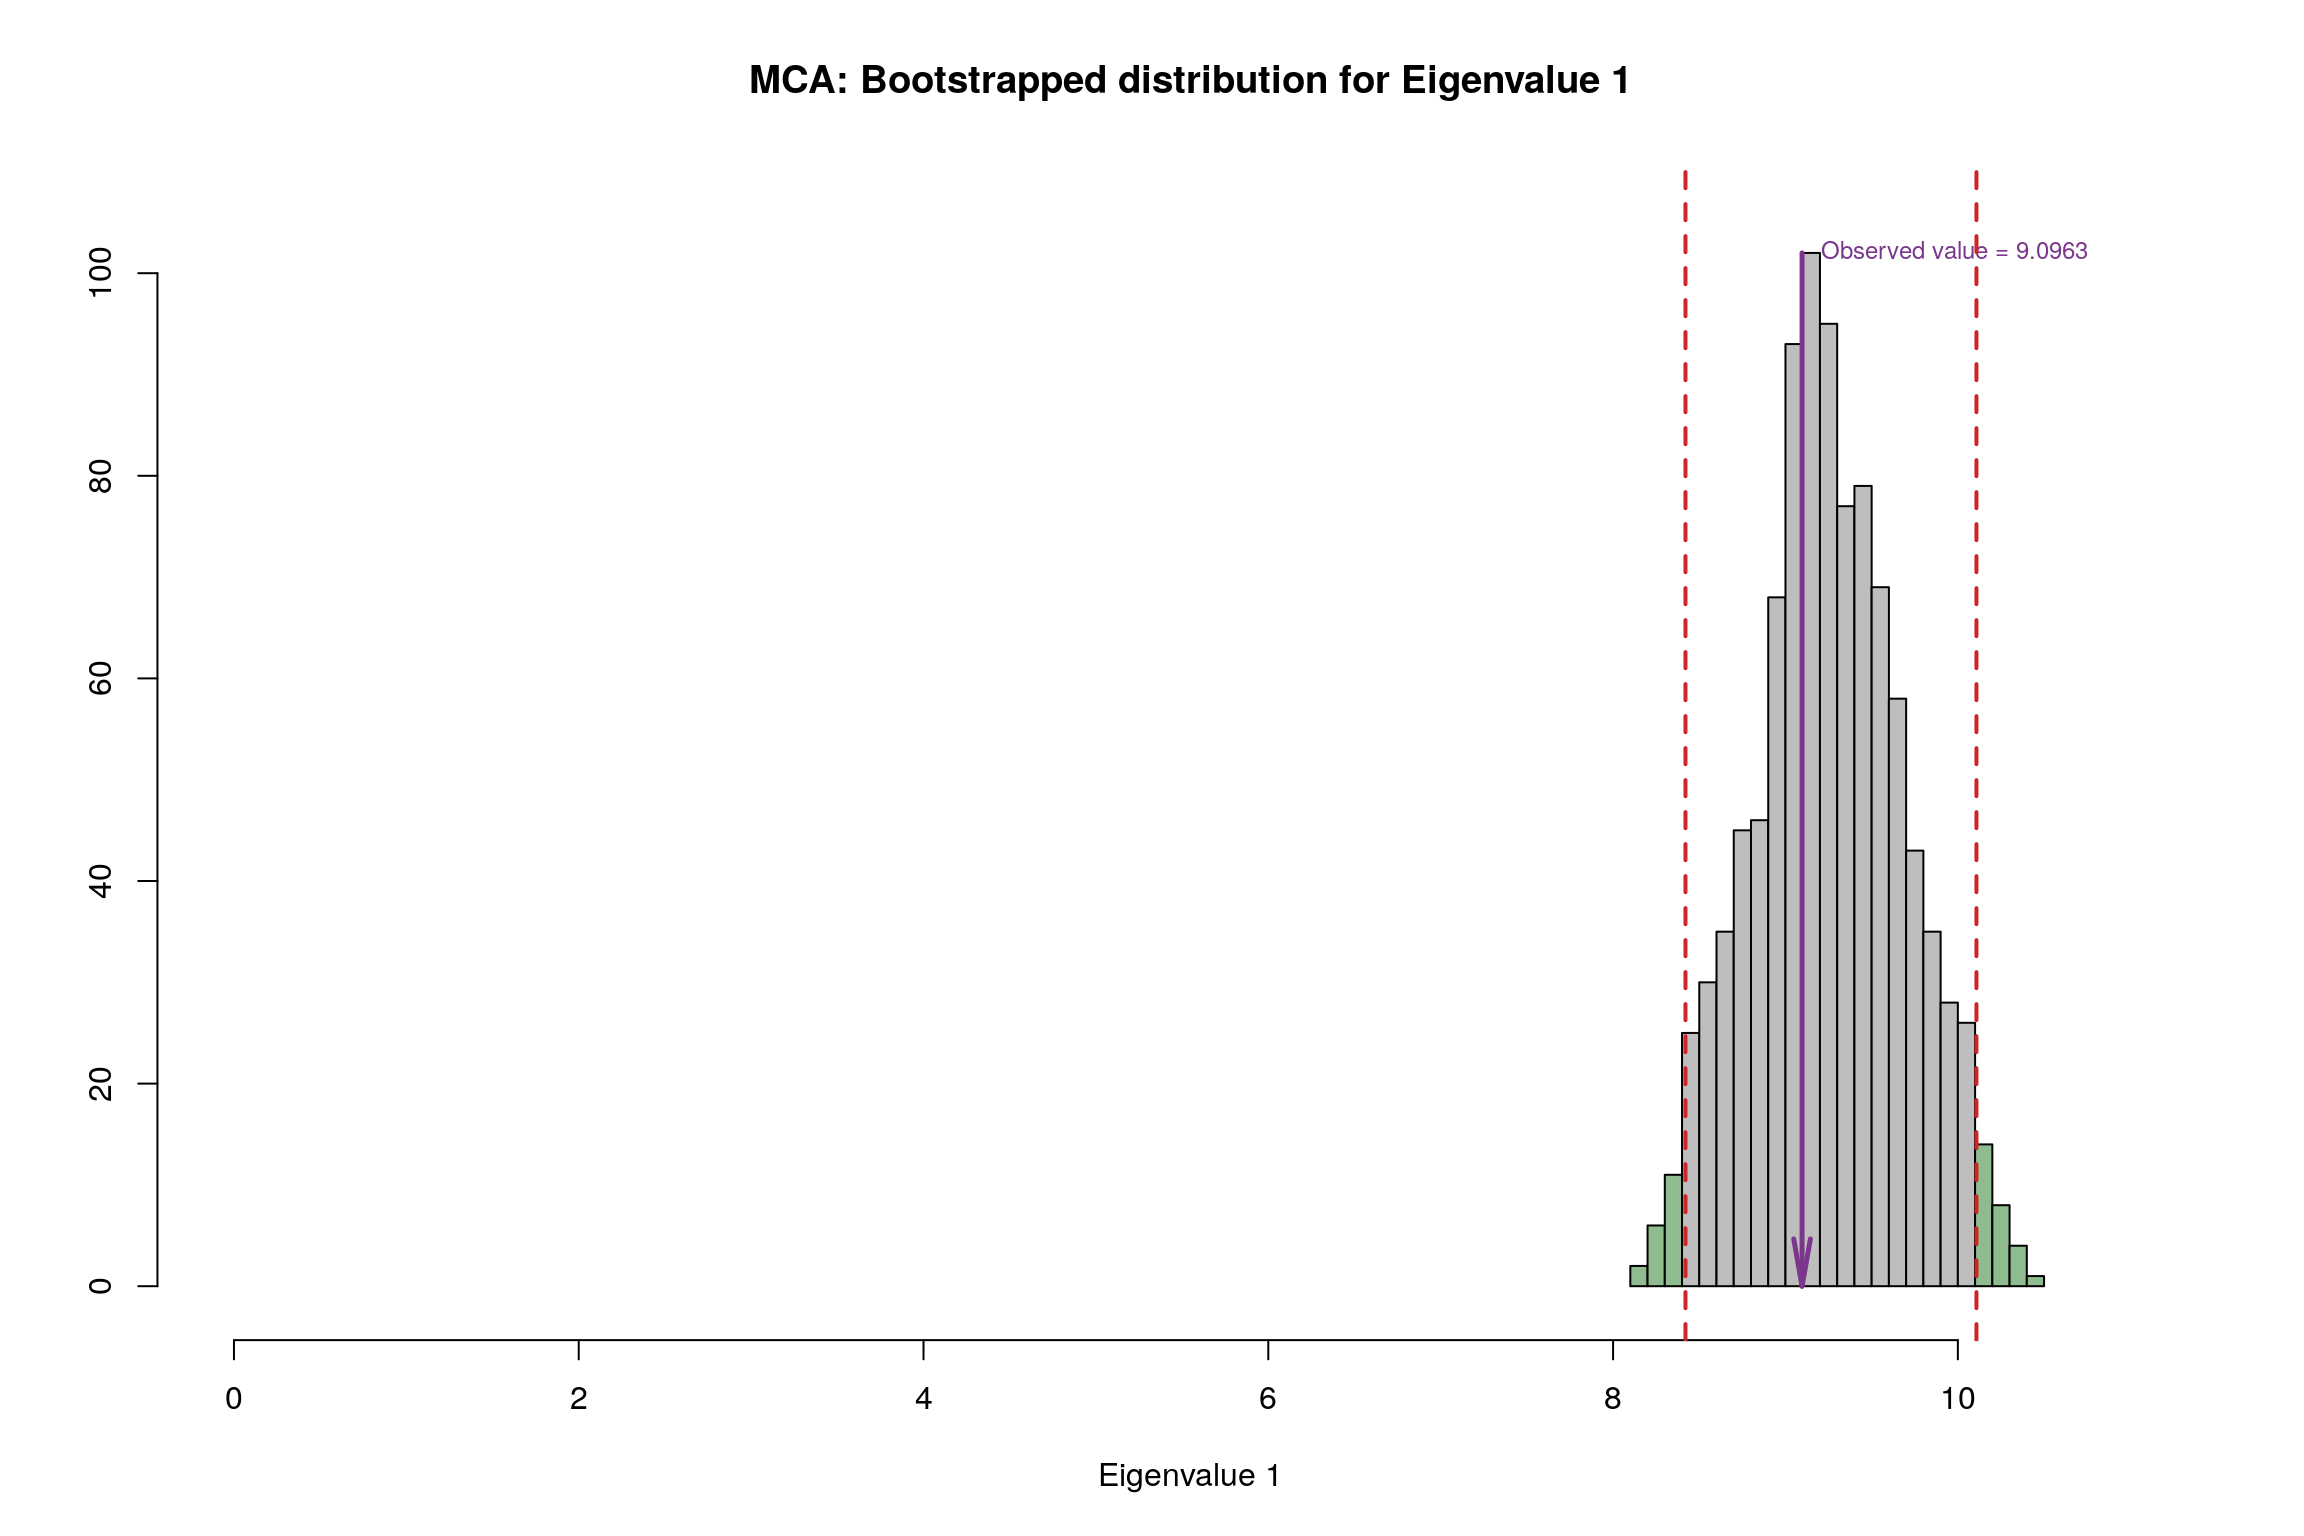 MCA: Bootstrapped distribution for Eigenvalue 1
Observed value = 9.0963
100
80
60
40
20
0
0 2 4 6 8 10
Eigenvalue 1